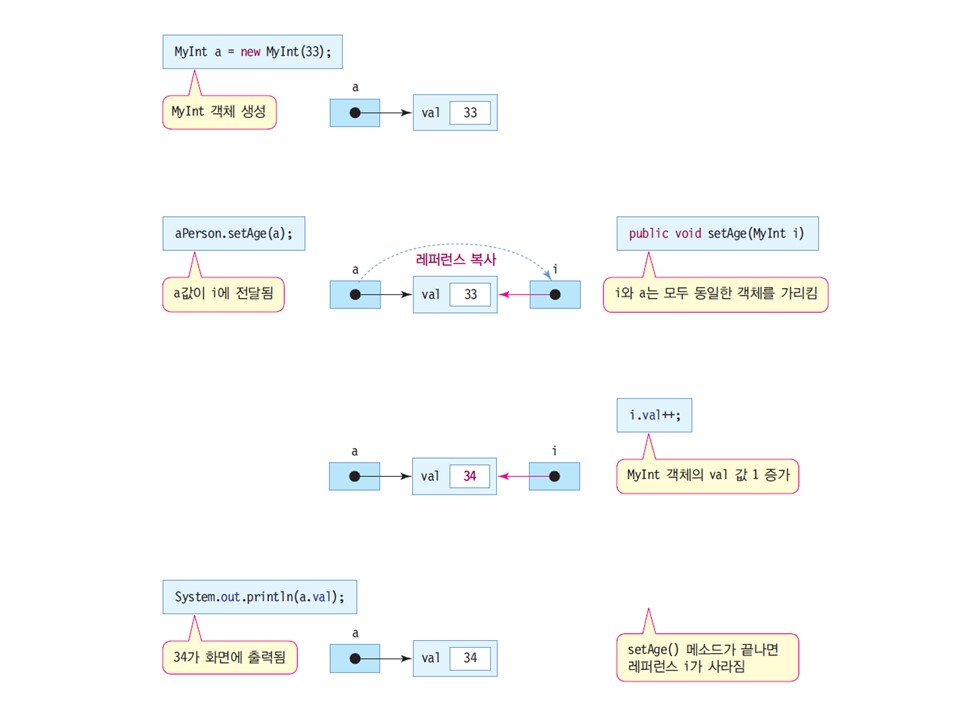 MyInt a = new MyInt(33);
MyInt 객체 생성
a
val 33
aPerson.setAge(a);
public void setAge(MyInt i)
레퍼런스 복사
a
i
a값이 i에 전달됨
val 33
i와 a는 모두 동일한 객체를 가리킴
i.val++;
a
i
val 34
MyInt 객체의 val 값 1 증가
System.out.println(a.val);
34가 화면에 출력됨
a
val 34
setAge() 메소드가 끝나면
레퍼런스 i가 사라짐